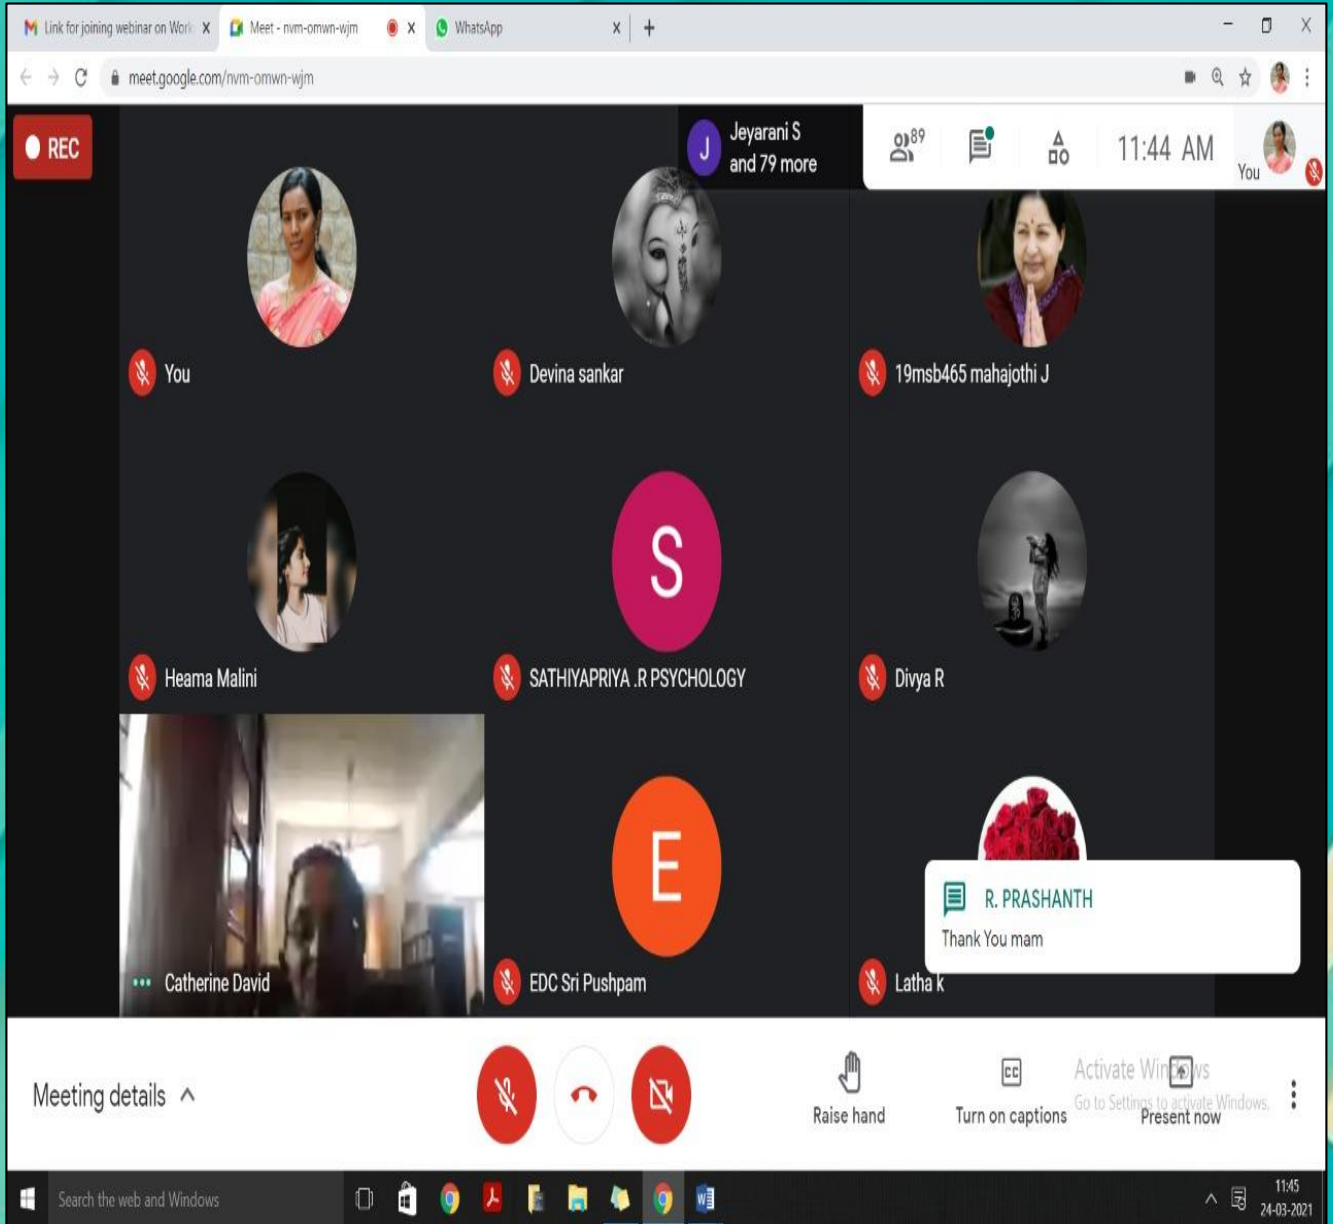 Link for joining webinar on Work
Meet - nvm-omwn-wjm
WhatsApp
meet.google.com/nvm-omwn-wjm
REC
J
Jeyarani S
and 79 more
89
11:44 AM
You
You
Devina sankar
19msb465 mahajothi J
Heama Malini
S
SATHIYAPRIYA .R PSYCHOLOGY
Divya R
Catherine David
E
EDC Sri Pushpam
Latha k
R. PRASHANTH
Thank You mam
Meeting details
Raise hand
CC
Turn on captions
Present now
Activate Windows
Go to Settings to activate Windows.
Search the web and Windows
11:45
24-03-2021